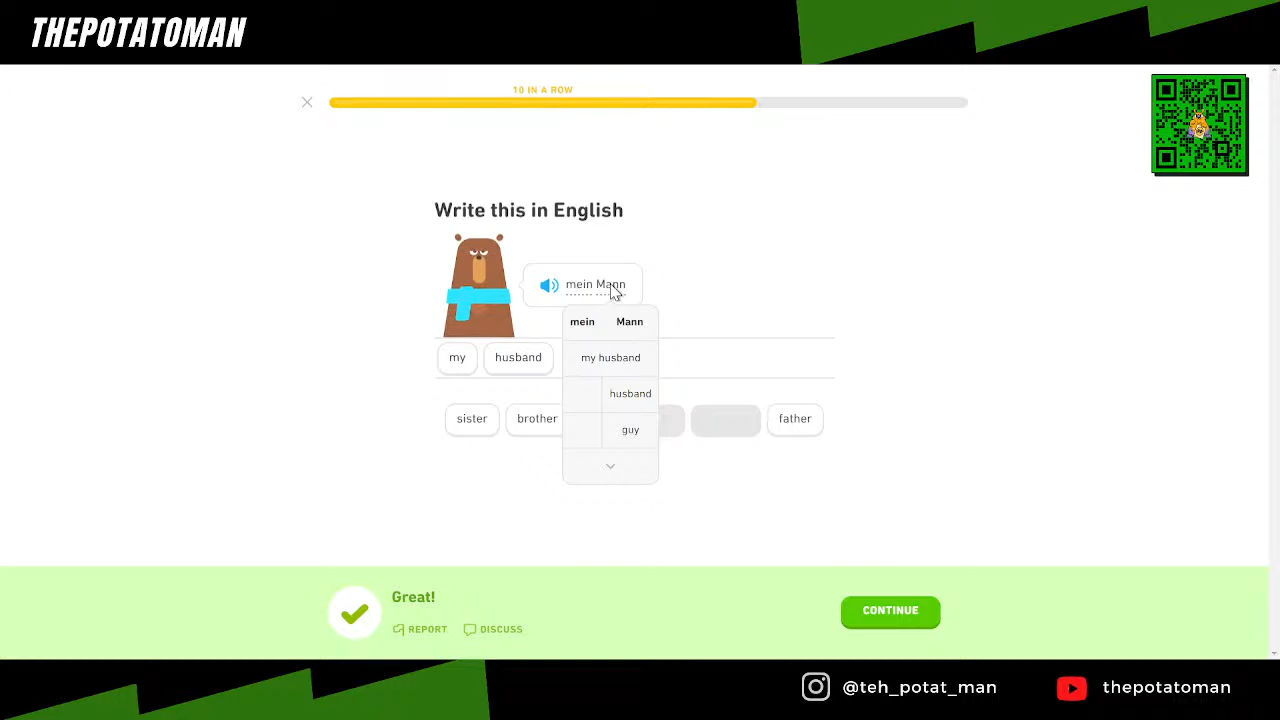 THEPOTATOMAN
10 IN A ROW
Write this in English
mein Mann
mein Mann
my husband
husband
guy
my husband
sister brother father
Great!
REPORT DISCUSS
CONTINUE
@teh_potat_man thepotatoman